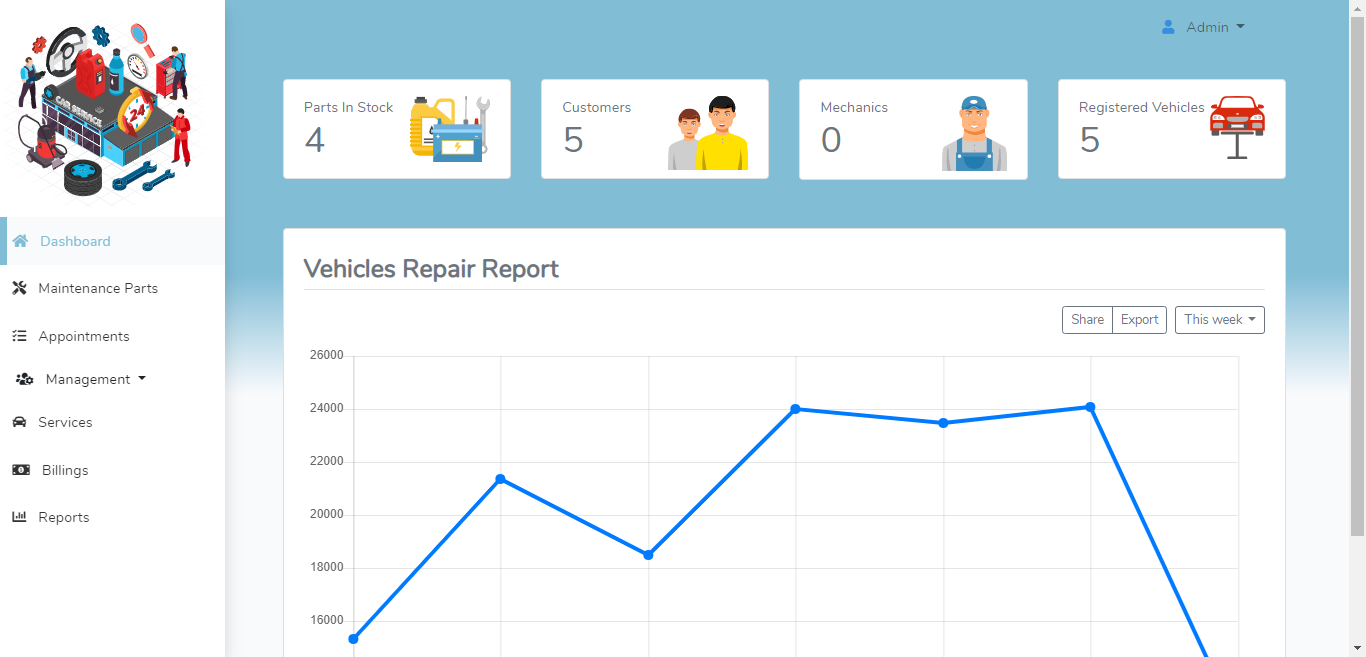 CAR SERVICE
24
Dashboard
Maintenance Parts
Appointments
Management
Services
Billings
Reports
Admin
Parts In Stock
4
Customers
5
Mechanics
0
Registered Vehicles
5
Vehicles Repair Report
Share Export This week
26000
24000
22000
20000
18000
16000